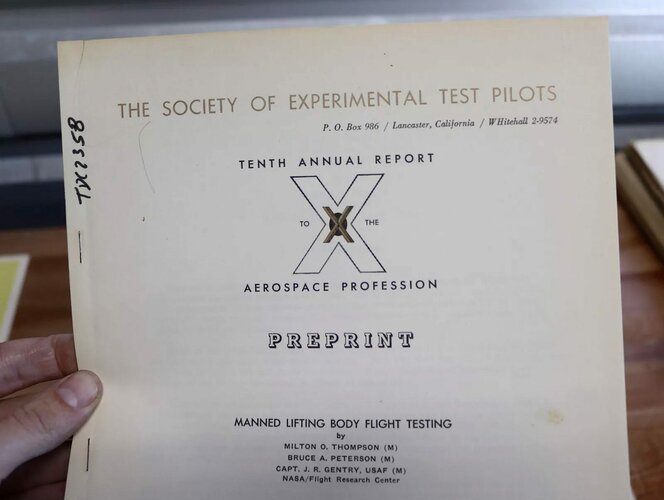 THE SOCIETY OF EXPERIMENTAL TEST PILOTS
P. O. Box 986 / Lancaster, California / WHitehall 2-9574
TENTH ANNUAL REPORT
X
TO THE
AEROSPACE PROFESSION
PREPRINT
MANNED LIFTING BODY FLIGHT TESTING
by
MILTON O. THOMPSON (M)
BRUCE A. PETERSON (M)
CAPT. J. R. GENTRY, USAF (M)
NASA/Flight Research Center